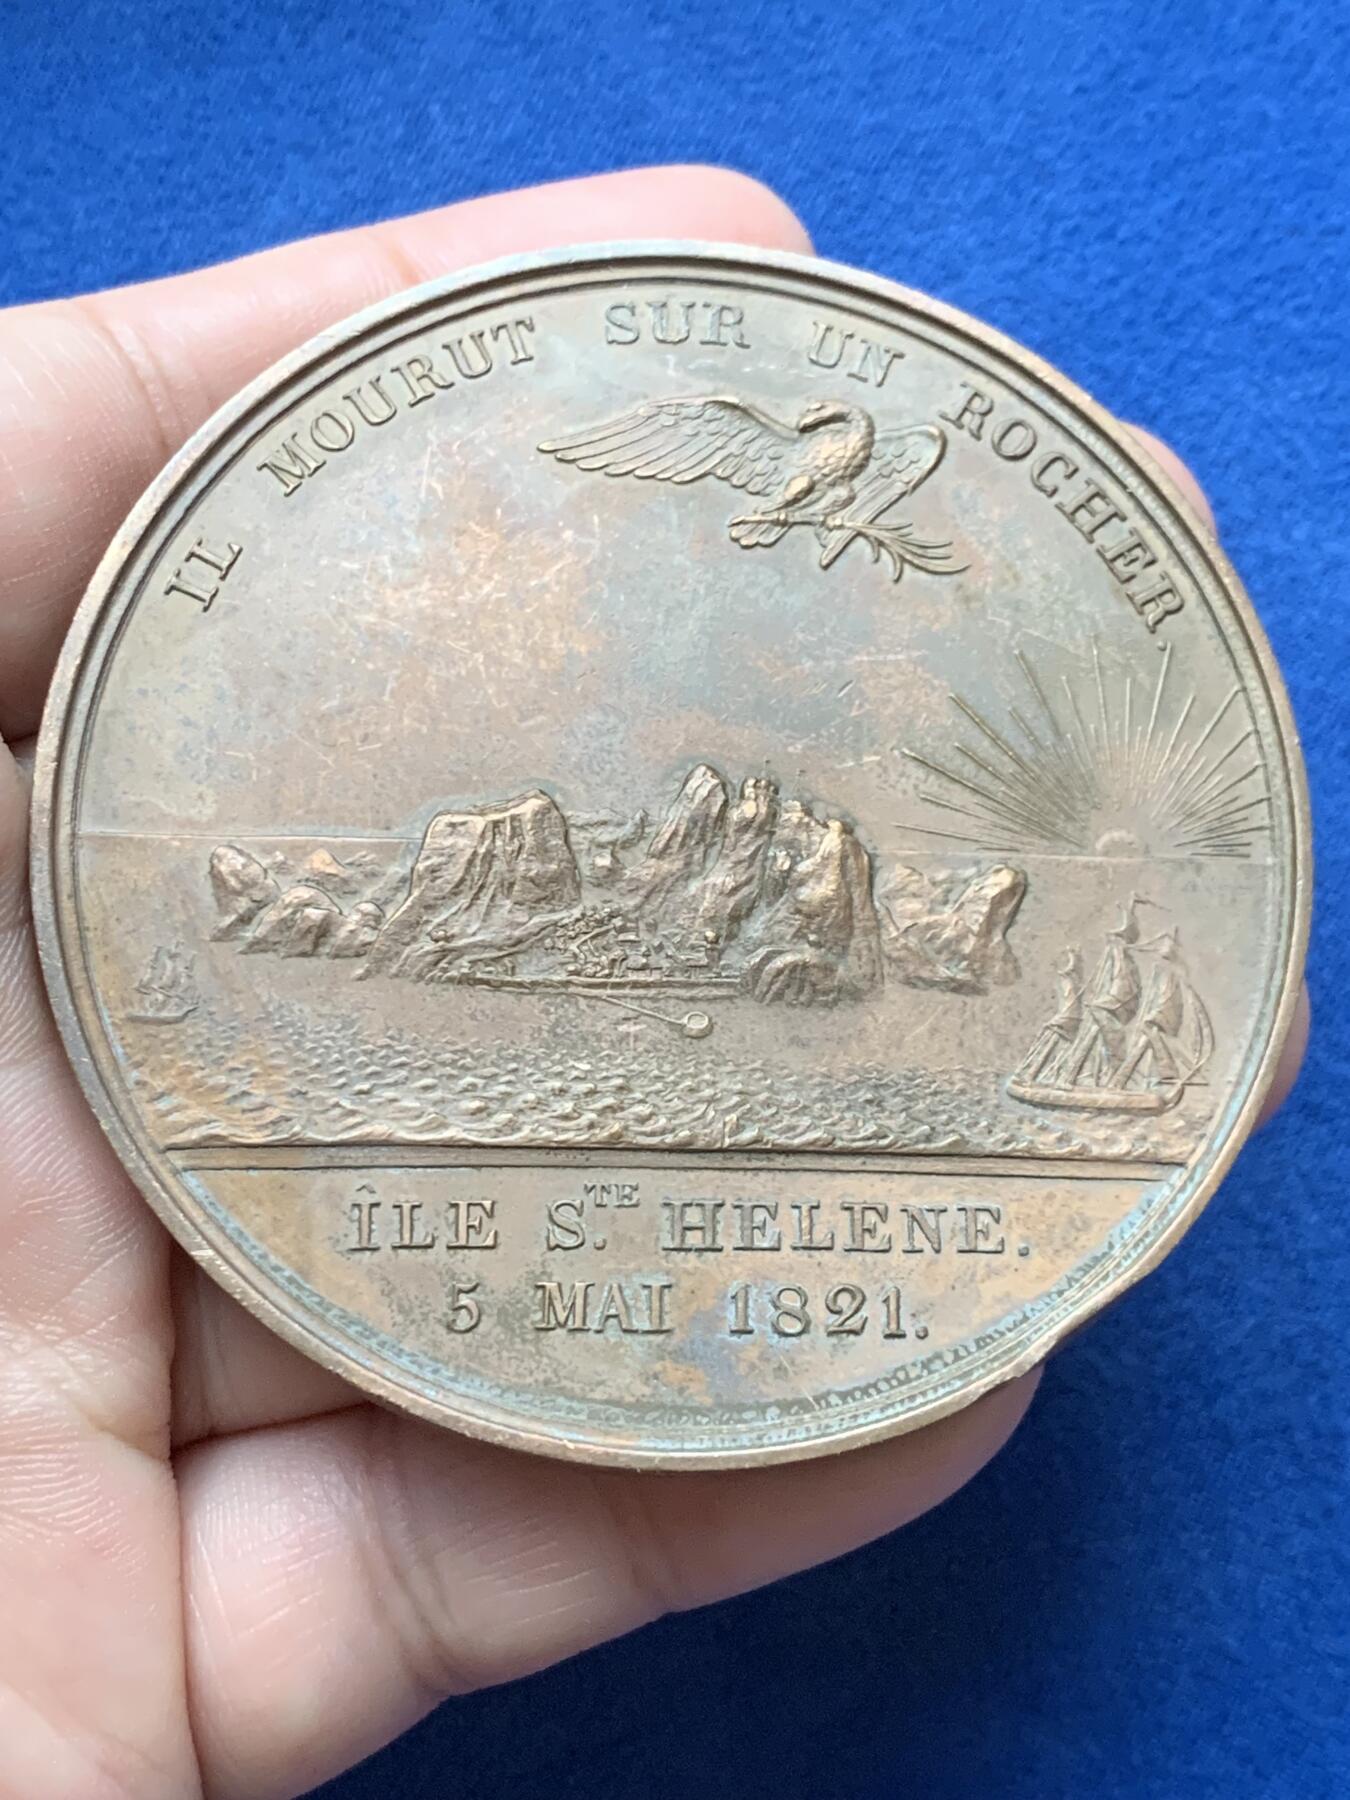 IL MOURUT SUR UN ROCHER.
ÎLE S.TE HELENE.
5 MAI 1821.